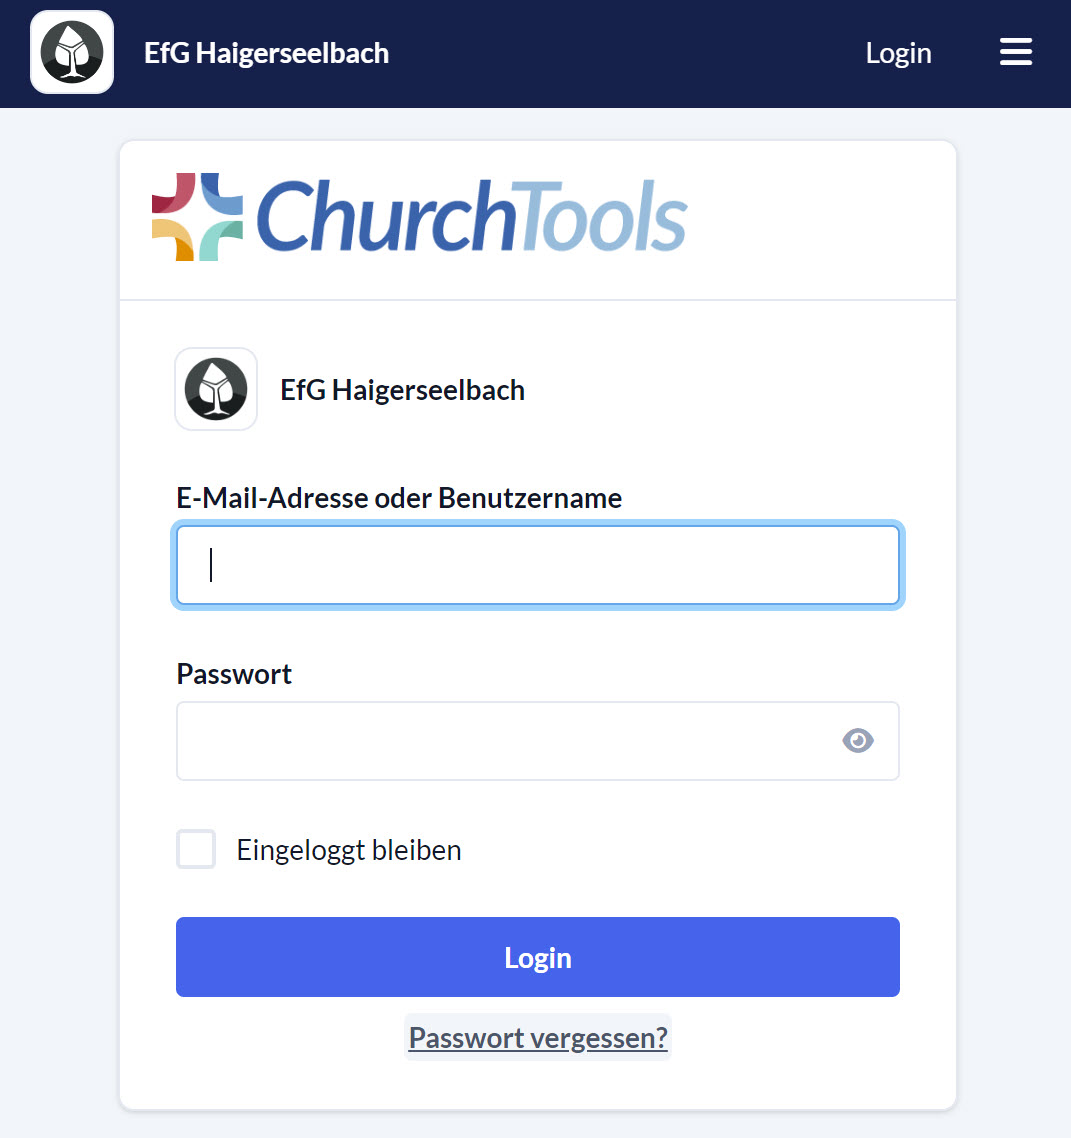 EfG Haigerseelbach
Login
ChurchTools
EfG Haigerseelbach
E-Mail-Adresse oder Benutzername
Passwort
Eingeloggt bleiben
Login
Passwort vergessen?